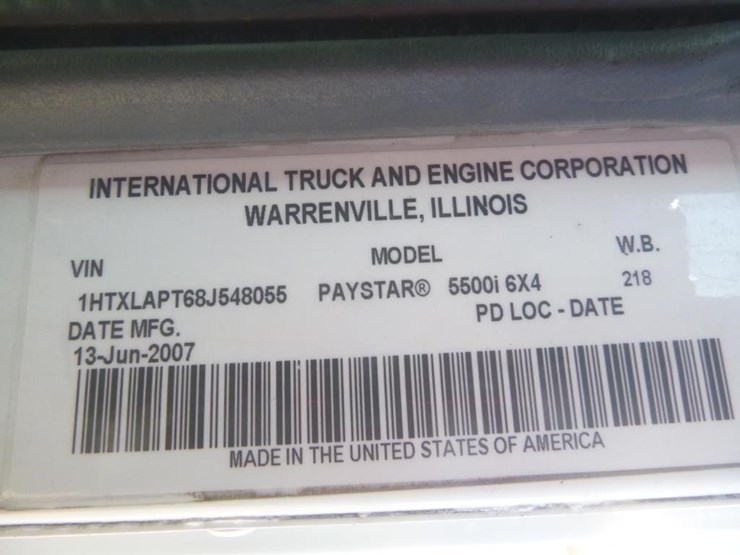 INTERNATIONAL TRUCK AND ENGINE CORPORATION
WARRENVILLE, ILLINOIS
VIN MODEL W.B.
1HTXLAPT68J548055 PAYSTAR® 5500i 6X4 218
DATE MFG. PD LOC - DATE
13-Jun-2007
MADE IN THE UNITED STATES OF AMERICA